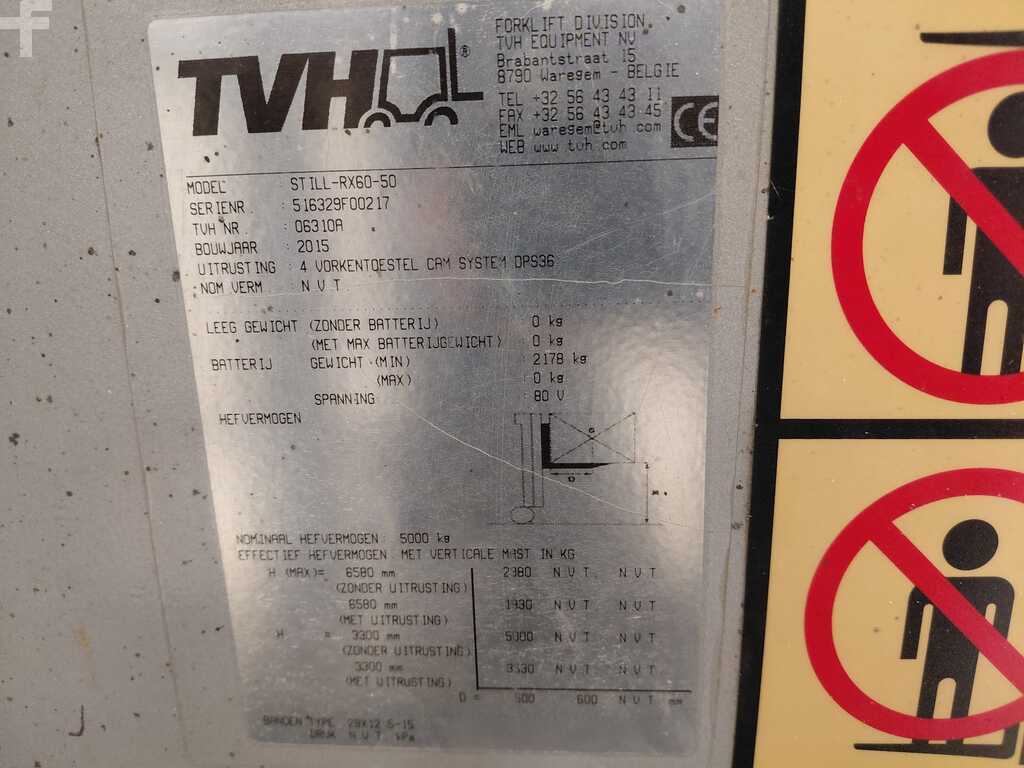 TVH®
FORKLIFT DIVISION
TVH EQUIPMENT NV
Brabantstraat 15
8790 Waregem - BELGIE
TEL +32 56 43 43 11
FAX +32 56 43 43 45
EML waregem@tvh.com
WEB www.tvh.com
CE
MODEL : STILL-RX60-50
SERIENR. : 516329F00217
TVH NR. : 06310A
BOUWJAAR : 2015
UITRUSTING : 4 VORKENTOESTEL CAM SYSTEM DPS36
NOM VERM : N V T
LEEG GEWICHT (ZONDER BATTERIJ) : 0 kg
(MET MAX BATTERIJGEWICHT) : 0 kg
BATTERIJ GEWICHT (MIN) : 2178 kg
(MAX) : 0 kg
SPANNING : 80 V
HEFVERMOGEN
G
D
NOMINAAL HEFVERMOGEN : 5000 kg
EFFECTIEF HEFVERMOGEN MET VERTICALE MAST IN KG
H (MAX)= 6580 mm 2980 N V T N V T
(ZONDER UITRUSTING)
6580 mm 1930 N V T N V T
(MET UITRUSTING)
H = 3300 mm 5000 N V T N V T
(ZONDER UITRUSTING)
3300 mm 3330 N V T N V T
(MET UITRUSTING)
D = 500 600 N V T mm
BANDEN TYPE 28X12.5-15
DRUK N V T kPa